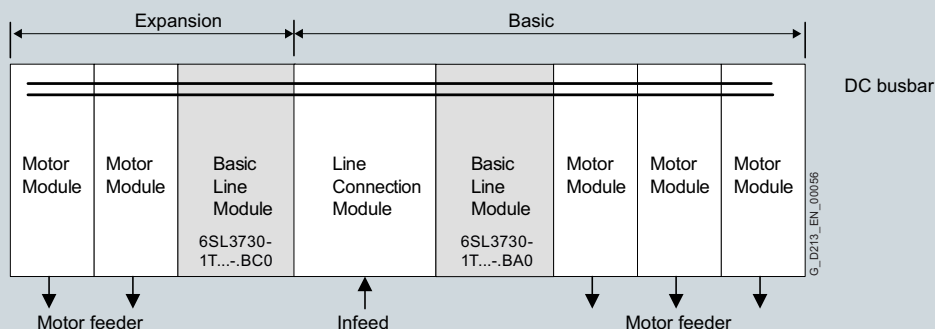 Expansion
Basic
DC busbar
Motor
Module
Motor
Module
Basic
Line
Module
6SL3730-
1T...-.BC0
Line
Connection
Module
Basic
Line
Module
6SL3730-
1T...-.BA0
Motor
Module
Motor
Module
Motor
Module
G_D213_EN_00056
Motor feeder
Infeed
Motor feeder